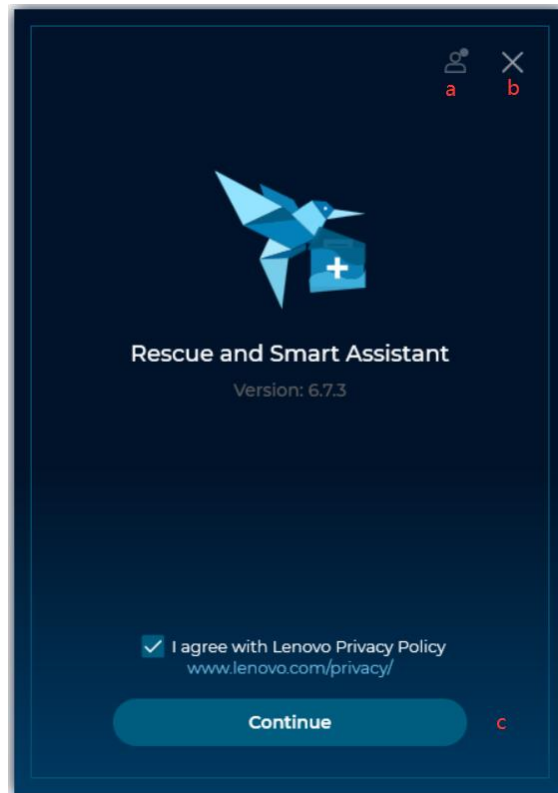 a b
Rescue and Smart Assistant
Version: 6.7.3
I agree with Lenovo Privacy Policy
www.lenovo.com/privacy/
Continue c